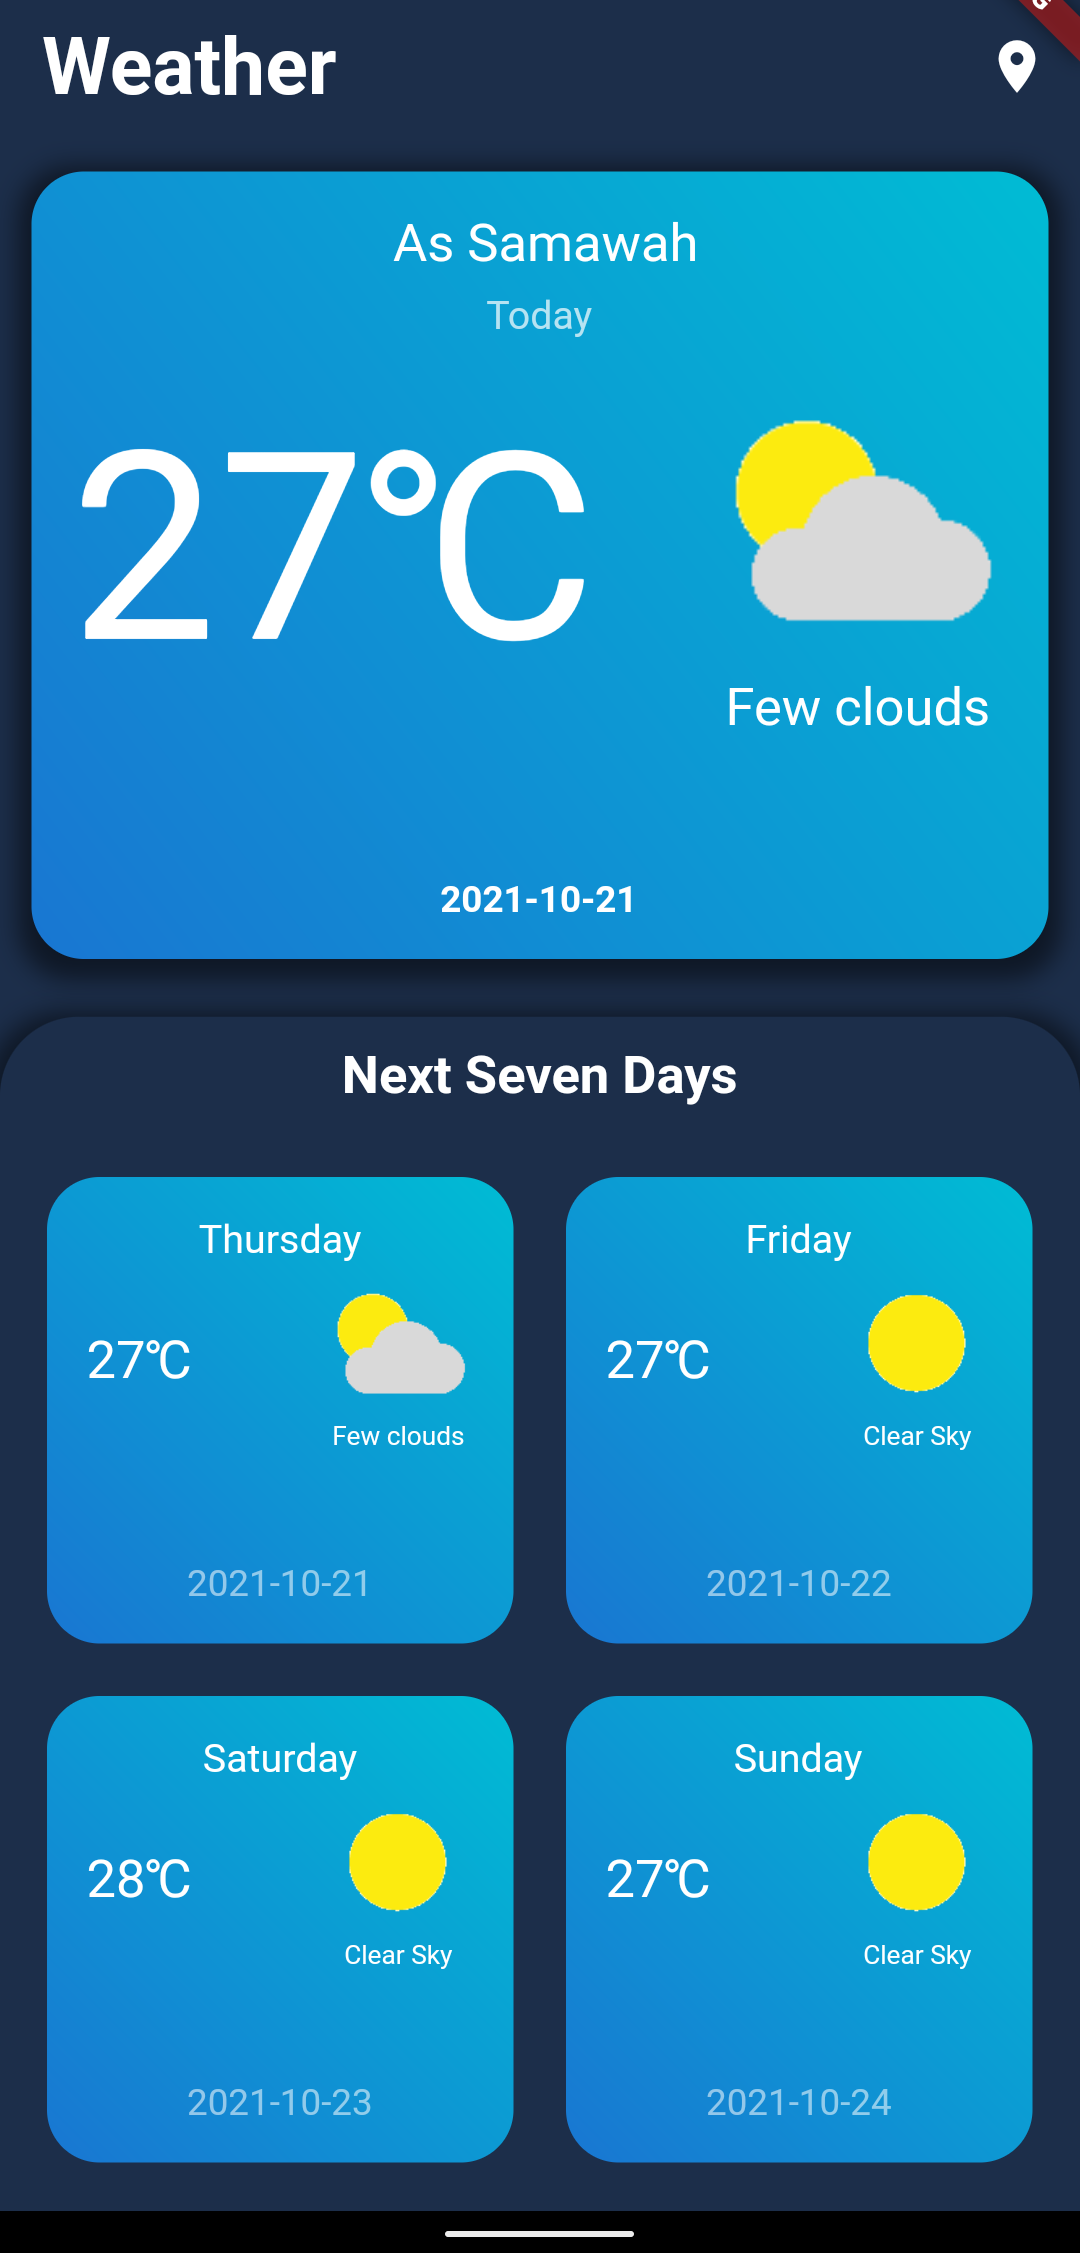 Weather
As Samawah
Today
27°C
Few clouds
2021-10-21
Next Seven Days
Thursday
27°C
Few clouds
2021-10-21
Friday
27°C
Clear Sky
2021-10-22
Saturday
28°C
Clear Sky
2021-10-23
Sunday
27°C
Clear Sky
2021-10-24